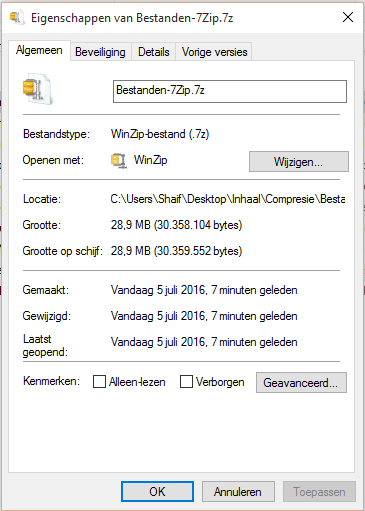 Eigenschappen van Bestanden-7Zip.7z
Algemeen Beveiliging Details Vorige versies
Bestanden-7Zip.7z
Bestandstype: WinZip-bestand (.7z)
Openen met: WinZip Wijzigen...
Locatie: C:\Users\Shaif\Desktop\Inhaal\Compresie\Besta
Grootte: 28,9 MB (30.358.104 bytes)
Grootte op schijf: 28,9 MB (30.359.552 bytes)
Gemaakt: Vandaag 5 juli 2016, 7 minuten geleden
Gewijzigd: Vandaag 5 juli 2016, 7 minuten geleden
Laatst geopend: Vandaag 5 juli 2016, 7 minuten geleden
Kenmerken: Alleen-lezen Verborgen Geavanceerd...
OK Annuleren Toepassen